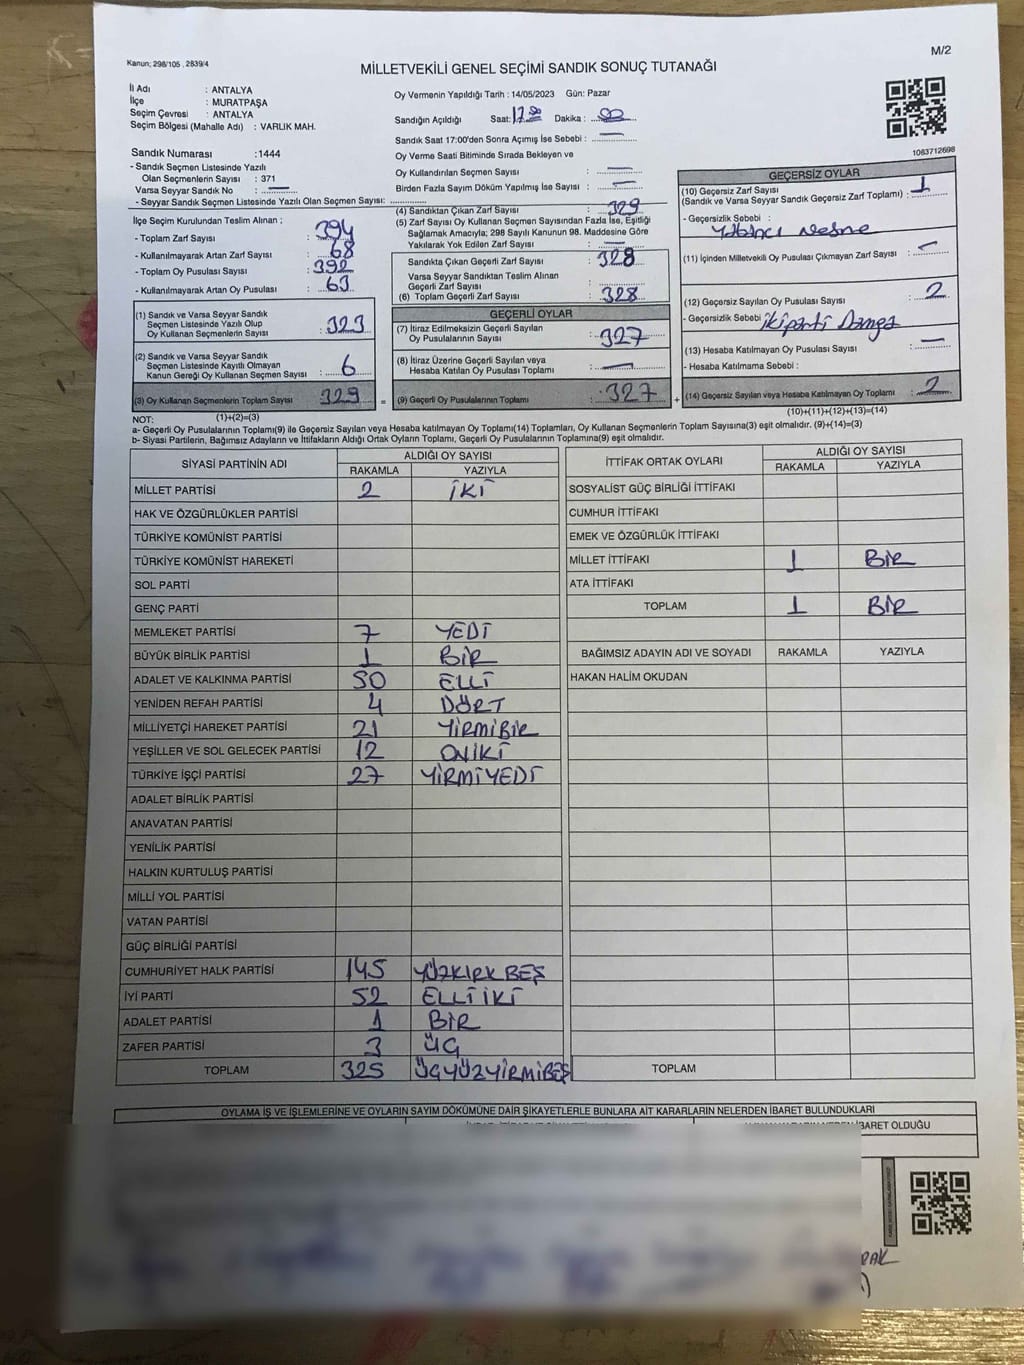 Kanun; 298/105 , 2839/4
M/2
MİLLETVEKİLİ GENEL SEÇİMİ SANDIK SONUÇ TUTANAĞI
İl Adı : ANTALYA
İlçe : MURATPAŞA
Seçim Çevresi : ANTALYA
Seçim Bölgesi (Mahalle Adı) : VARLIK MAH.
Sandık Numarası :1444
- Sandık Seçmen Listesinde Yazılı
Olan Seçmenlerin Sayısı : 371
Varsa Seyyar Sandık No : —
- Seyyar Sandık Seçmen Listesinde Yazılı Olan Seçmen Sayısı: ..............
Oy Vermenin Yapıldığı Tarih : 14/05/2023 Gün: Pazar
Sandığın Açıldığı Saat: 17.00 Dakika : 00
Sandık Saat 17:00'den Sonra Açımış İse Sebebi : —
Oy Verme Saati Bitiminde Sırada Bekleyen ve
Oy Kullandırılan Seçmen Sayısı : —
Birden Fazla Sayım Döküm Yapılmış İse Sayısı : —
1083712698
İlçe Seçim Kurulundan Teslim Alınan ;
- Toplam Zarf Sayısı : 394
- Kullanılmayarak Artan Zarf Sayısı : 68
- Toplam Oy Pusulası Sayısı : 392
- Kullanılmayarak Artan Oy Pusulası : 63
(1) Sandık ve Varsa Seyyar Sandık
Seçmen Listesinde Yazılı Olup
Oy Kullanan Seçmenlerin Sayısı : 323
(2) Sandık ve Varsa Seyyar Sandık
Seçmen Listesinde Kayıtlı Olmayan
Kanun Gereği Oy Kullanan Seçmen Sayısı : 6
(3) Oy Kullanan Seçmenlerin Toplam Sayısı : 329
(4) Sandıktan Çıkan Zarf Sayısı : 329
(5) Zarf Sayısı Oy Kullanan Seçmen Sayısından Fazla İse, Eşitliği
Sağlamak Amacıyla; 298 Sayılı Kanunun 98. Maddesine Göre
Yakılarak Yok Edilen Zarf Sayısı : —
Sandıkta Çıkan Geçerli Zarf Sayısı : 328
Varsa Seyyar Sandıktan Teslim Alınan
Geçerli Zarf Sayısı :
(6) Toplam Geçerli Zarf Sayısı : 328
GEÇERLİ OYLAR
(7) İtiraz Edilmeksizin Geçerli Sayılan
Oy Pusulalarının Sayısı : 327
(8) İtiraz Üzerine Geçerli Sayılan veya
Hesaba Katılan Oy Pusulası Toplamı : —
= (9) Geçerli Oy Pusulalarının Toplamı : 327 +
GEÇERSİZ OYLAR
(10) Geçersiz Zarf Sayısı
(Sandık ve Varsa Seyyar Sandık Geçersiz Zarf Toplamı) : 1
- Geçersizlik Sebebi :
Yabancı Nesne
(11) İçinden Milletvekili Oy Pusulası Çıkmayan Zarf Sayısı : —
(12) Geçersiz Sayılan Oy Pusulası Sayısı : 2
- Geçersizlik Sebebi : iki parti Damga
(13) Hesaba Katılmayan Oy Pusulası Sayısı : —
- Hesaba Katılmama Sebebi :
(14) Geçersiz Sayılan veya Hesaba Katılmayan Oy Toplamı : 2
NOT: (1)+(2)=(3) (10)+(11)+(12)+(13)=(14)
a- Geçerli Oy Pusulalarının Toplamı(9) ile Geçersiz Sayılan veya Hesaba katılmayan Oy Toplamı(14) Toplamları, Oy Kullanan Seçmenlerin Toplam Sayısına(3) eşit olmalıdır. (9)+(14)=(3)
b- Siyasi Partilerin, Bağımsız Adayların ve İttifakların Aldığı Ortak Oyların Toplamı, Geçerli Oy Pusulalarının Toplamına(9) eşit olmalıdır.
SİYASİ PARTİNİN ADI ALDIĞI OY SAYISI
RAKAMLA YAZIYLA
MİLLET PARTİSİ 2 İKİ
HAK VE ÖZGÜRLÜKLER PARTİSİ
TÜRKİYE KOMÜNİST PARTİSİ
TÜRKİYE KOMÜNİST HAREKETİ
SOL PARTİ
GENÇ PARTİ
MEMLEKET PARTİSİ 7 YEDİ
BÜYÜK BİRLİK PARTİSİ 1 BİR
ADALET VE KALKINMA PARTİSİ 50 ELLİ
YENİDEN REFAH PARTİSİ 4 DÖRT
MİLLİYETÇİ HAREKET PARTİSİ 21 YİRMİBİR
YEŞİLLER VE SOL GELECEK PARTİSİ 12 ONİKİ
TÜRKİYE İŞÇİ PARTİSİ 27 YİRMİYEDİ
ADALET BİRLİK PARTİSİ
ANAVATAN PARTİSİ
YENİLİK PARTİSİ
HALKIN KURTULUŞ PARTİSİ
MİLLİ YOL PARTİSİ
VATAN PARTİSİ
GÜÇ BİRLİĞİ PARTİSİ
CUMHURİYET HALK PARTİSİ 145 YÜZKIRK BEŞ
İYİ PARTİ 52 ELLİ İKİ
ADALET PARTİSİ 1 BİR
ZAFER PARTİSİ 3 ÜÇ
TOPLAM 325 ÜÇYÜZYİRMİBEŞ
İTTİFAK ORTAK OYLARI ALDIĞI OY SAYISI
RAKAMLA YAZIYLA
SOSYALİST GÜÇ BİRLİĞİ İTTİFAKI
CUMHUR İTTİFAKI
EMEK VE ÖZGÜRLÜK İTTİFAKI
MİLLET İTTİFAKI 1 BİR
ATA İTTİFAKI
TOPLAM 1 BİR
BAĞIMSIZ ADAYIN ADI VE SOYADI RAKAMLA YAZIYLA
HAKAN HALİM OKUDAN
TOPLAM
OYLAMA İŞ VE İŞLEMLERİNE VE OYLARIN SAYIM DÖKÜMÜNE DAİR ŞİKAYETLERLE BUNLARA AİT KARARLARIN NELERDEN İBARET BULUNDUKLARI
İBARET OLDUĞU